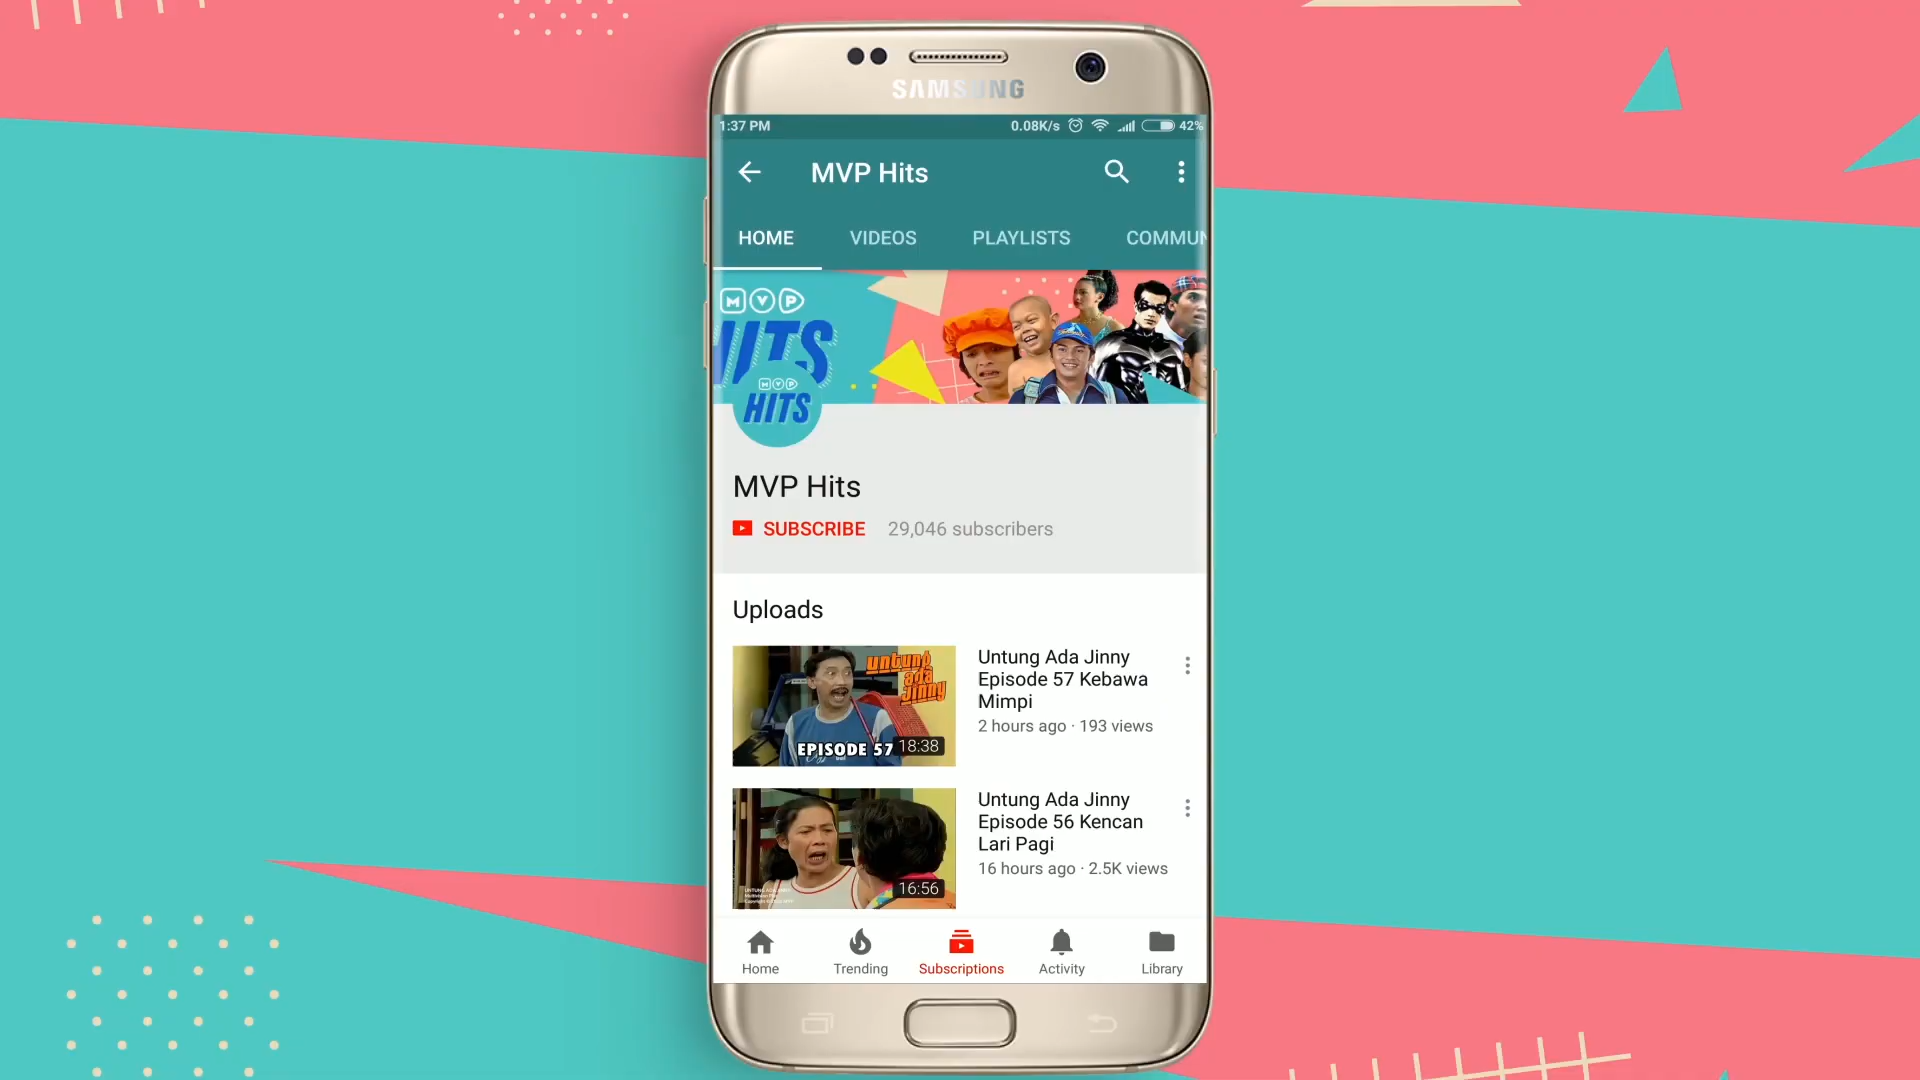 SAMSUNG
1:37 PM 0.08K/s 42%
MVP Hits
HOME VIDEOS PLAYLISTS COMMUN
MVP
HITS
MVP
HITS
MVP Hits
SUBSCRIBE 29,046 subscribers
Uploads
untung
ada
jinny
EPISODE 57 18:38
Untung Ada Jinny
Episode 57 Kebawa
Mimpi
2 hours ago · 193 views
16:56
Untung Ada Jinny
Episode 56 Kencan
Lari Pagi
16 hours ago · 2.5K views
Home Trending Subscriptions Activity Library